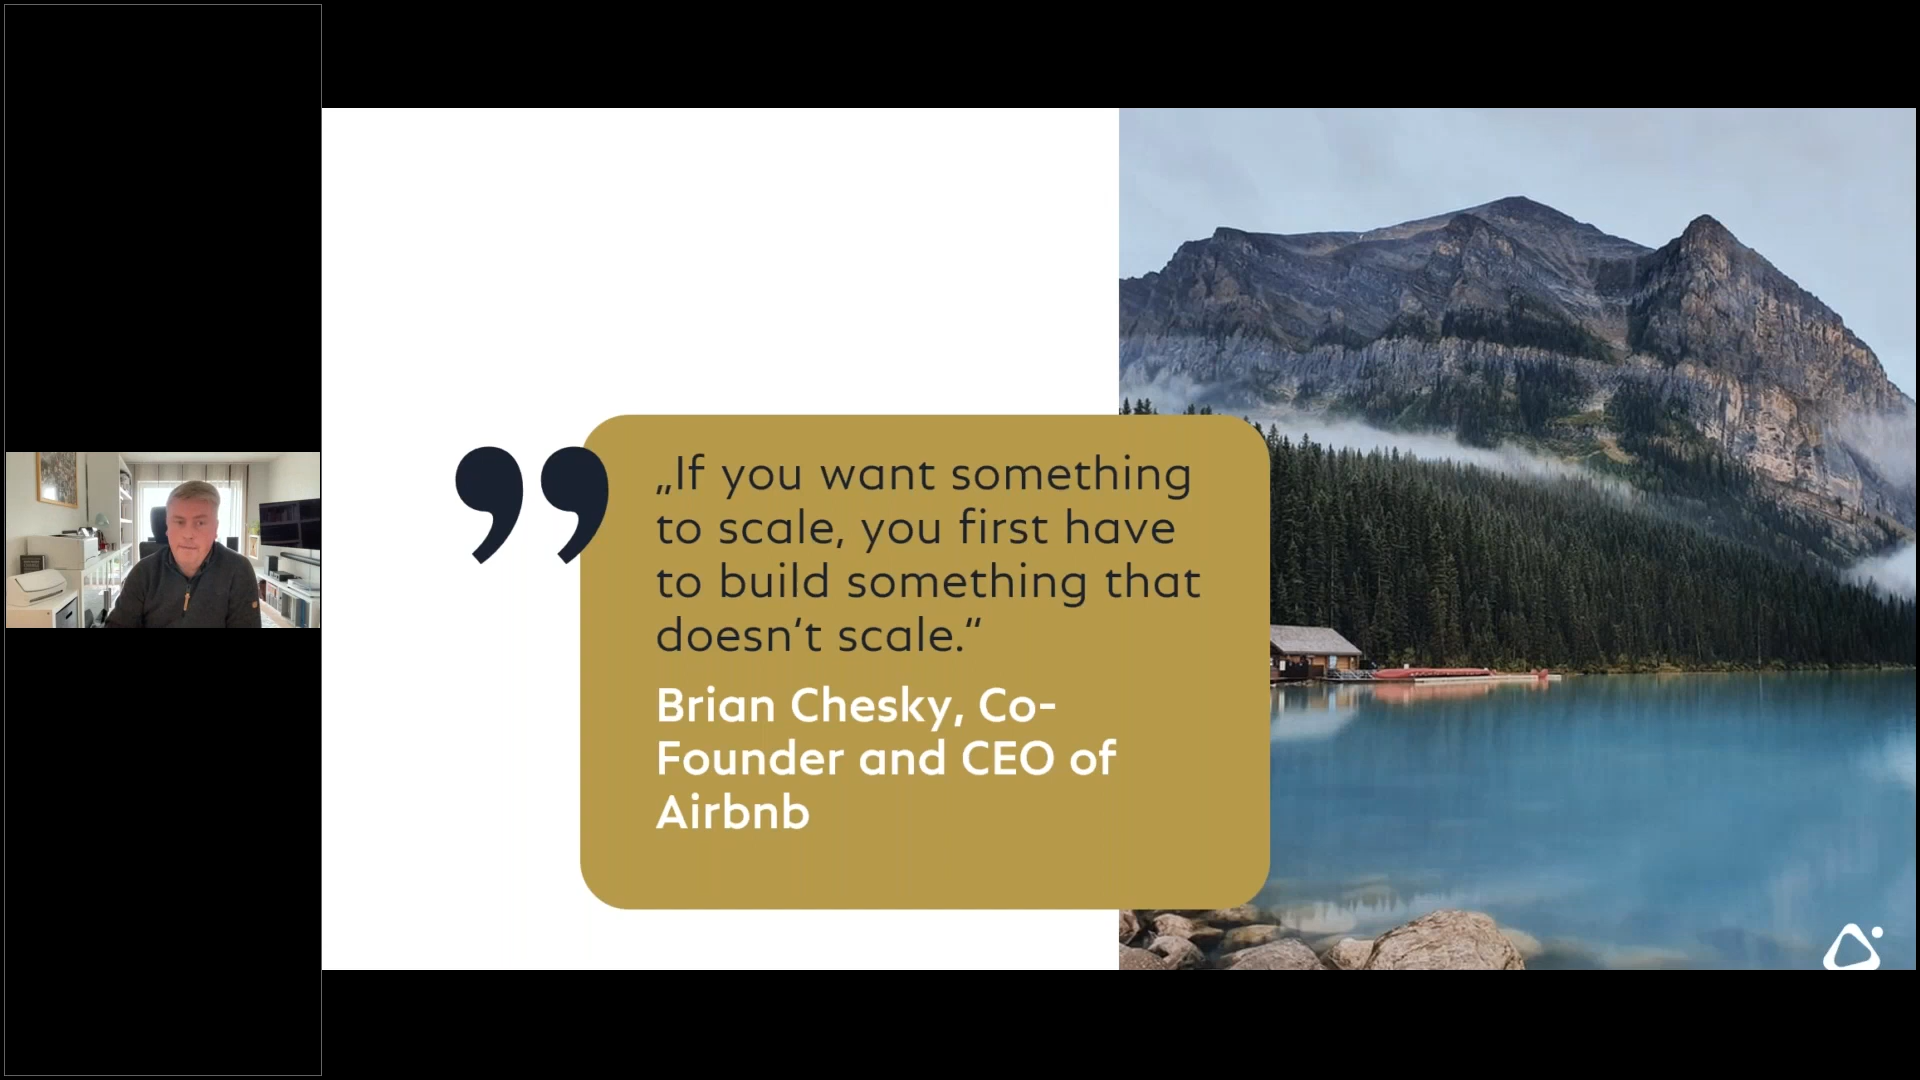 „If you want something
to scale, you first have
to build something that
doesn’t scale.“
Brian Chesky, Co-
Founder and CEO of
Airbnb